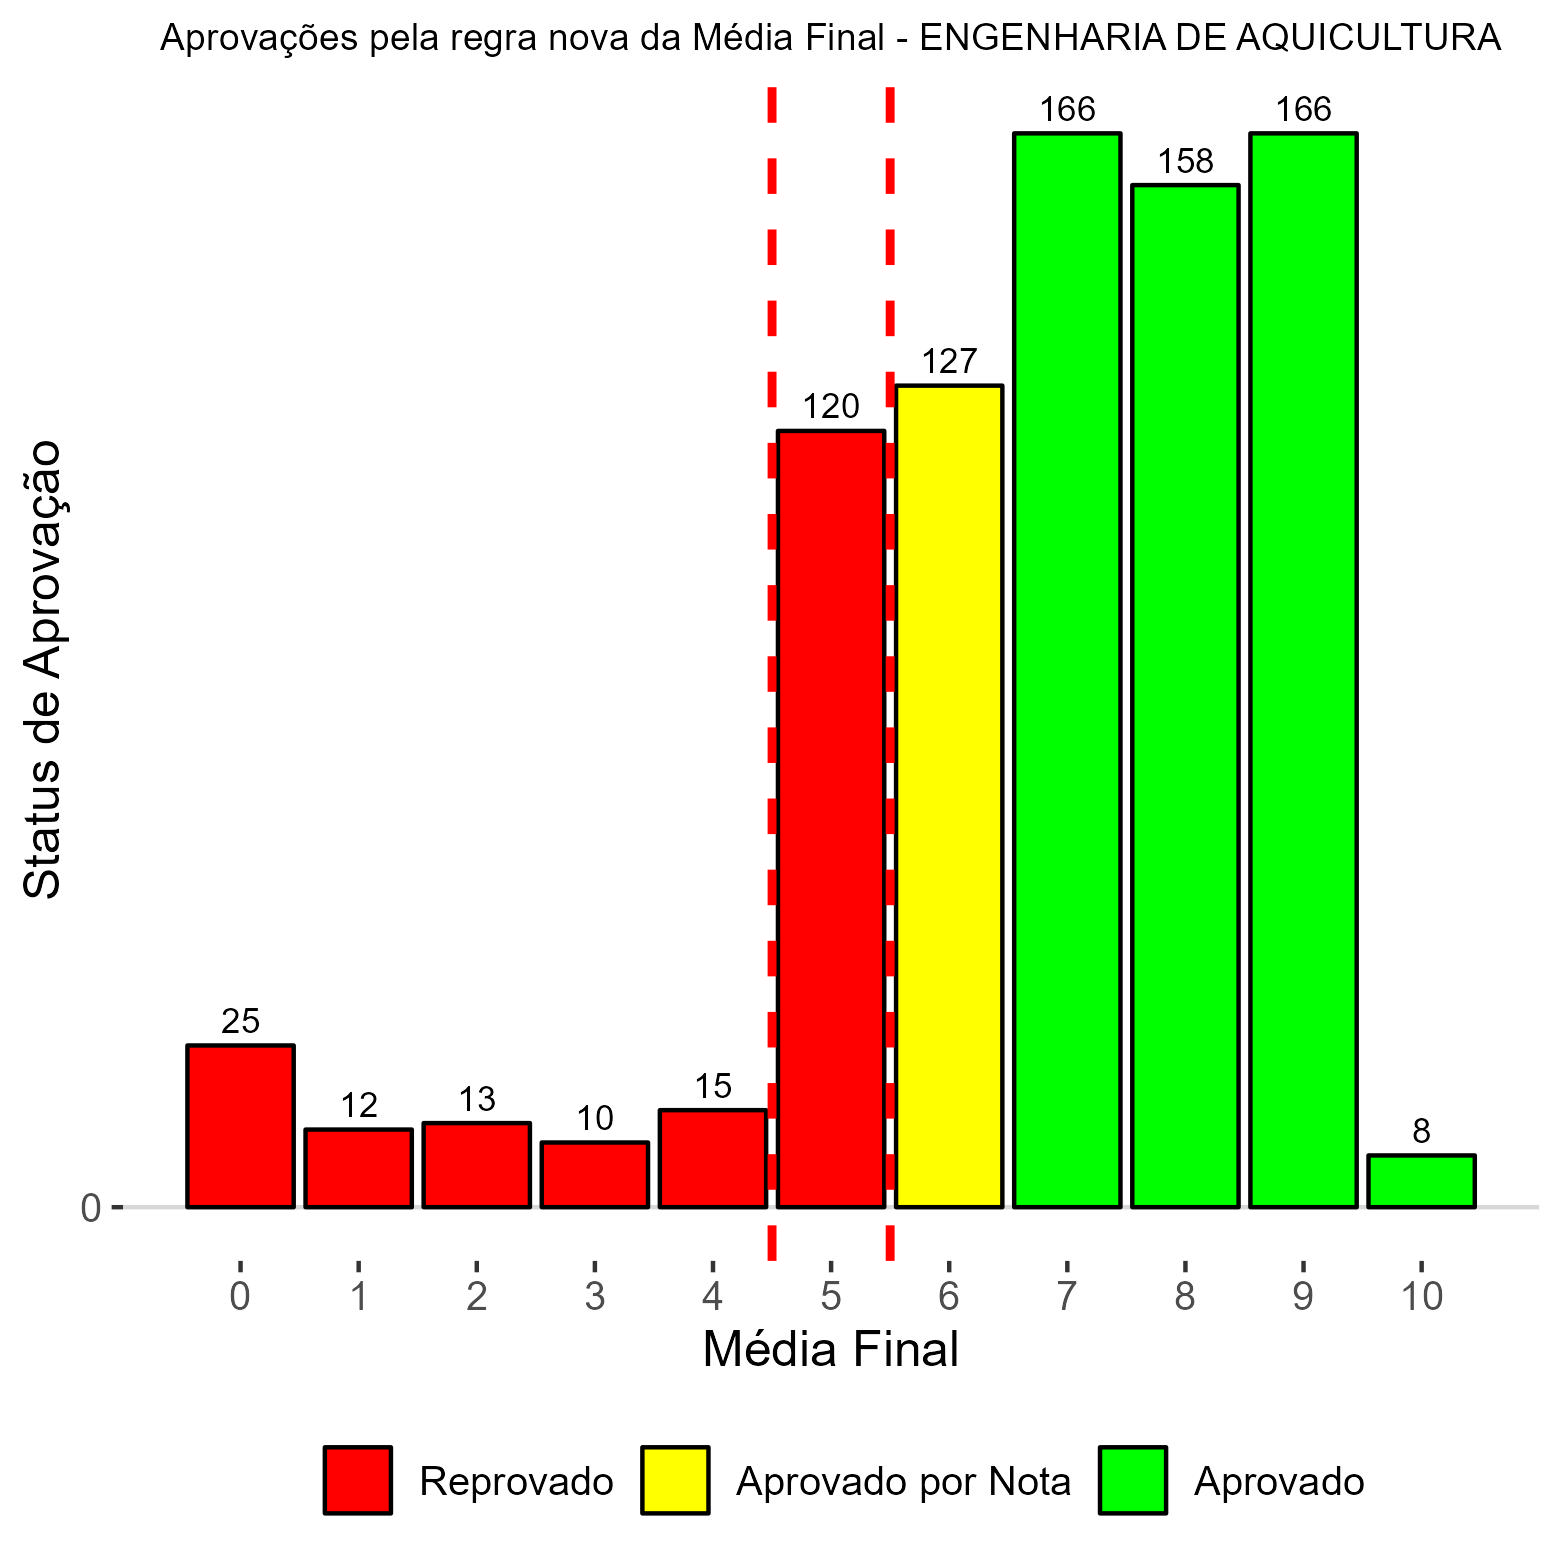 Aprovações pela regra nova da Média Final - ENGENHARIA DE AQUICULTURA
166
166
158
127
120
25
15
13
12
10
8
Status de Aprovação
0
0 1 2 3 4 5 6 7 8 9 10
Média Final
Reprovado Aprovado por Nota Aprovado